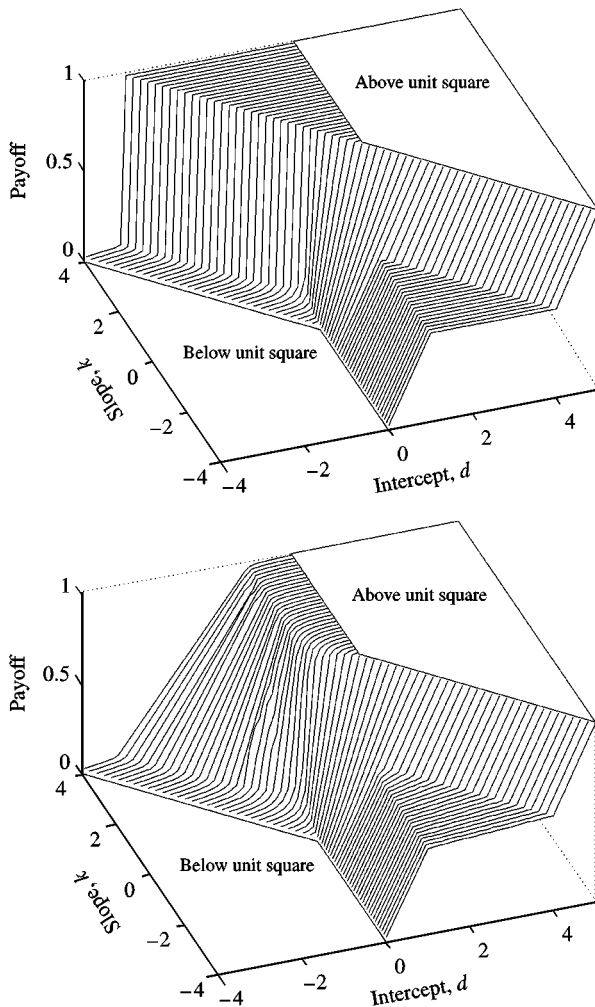 1
Above unit square
0.5
Payoff
0
4
2
Below unit square
0
Slope, k
−2
−4
−4
−2
0
2
4
Intercept, d
1
Above unit square
0.5
Payoff
0
4
2
Below unit square
0
Slope, k
−2
−4
−4
−2
0
2
4
Intercept, d